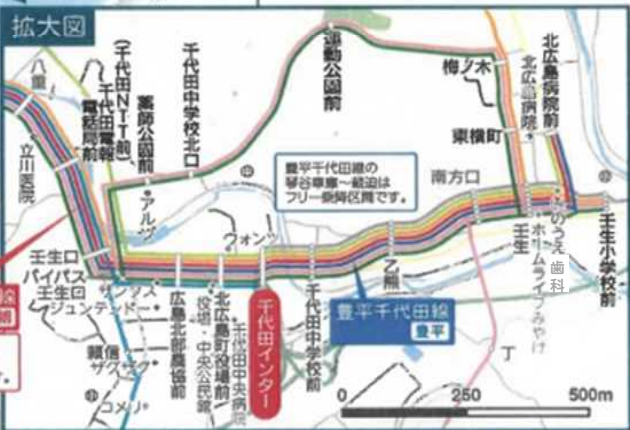 拡大図
八重
立川医院
千代田電報
電話局前
(千代田NTT前)
薬師公園前
アルゾ
千代田中学校北口
運動公園前
梅ノ木
北広島病院
北広島病院前
東横町
豊平千代田線の
琴谷車庫～蔵迫は
フリー乗降区間です。
南方口
ウォンツ
壬生口
バイパス
壬生口
サンクス
ジュンテンドー
頼信
ザグザグ
コメリ
広島北部農協前
北広島町役場前
役場・中央公民館
千代田中央病院
千代田インター
千代田中学校前
乙熊
豊平千代田線
豊平
壬生
ホームライフみやけ
みのうえ歯科
壬生小学校前
丁
0 250 500m